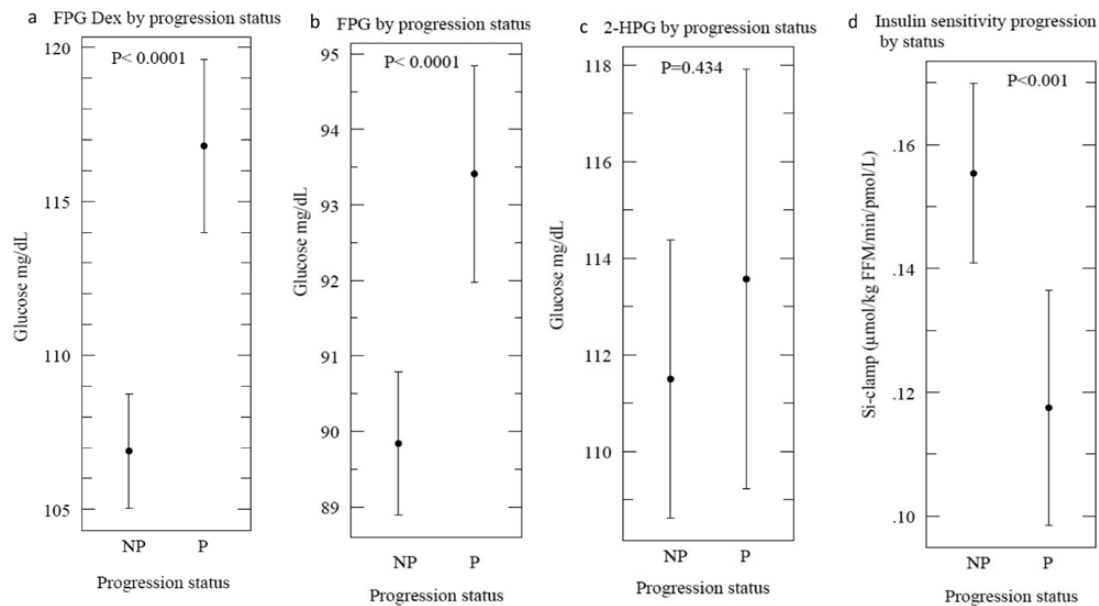 a FPG Dex by progression status
P< 0.0001
120
115
110
105
Glucose mg/dL
NP P
Progression status
b FPG by progression status
P< 0.0001
95
94
93
92
91
90
89
Glucose mg/dL
NP P
Progression status
c 2-HPG by progression status
P=0.434
118
116
114
112
110
Glucose mg/dL
NP P
Progression status
d Insulin sensitivity progression
by status
P<0.001
.16
.14
.12
.10
Si-clamp (µmol/kg FFM/min/pmol/L)
NP P
Progression status